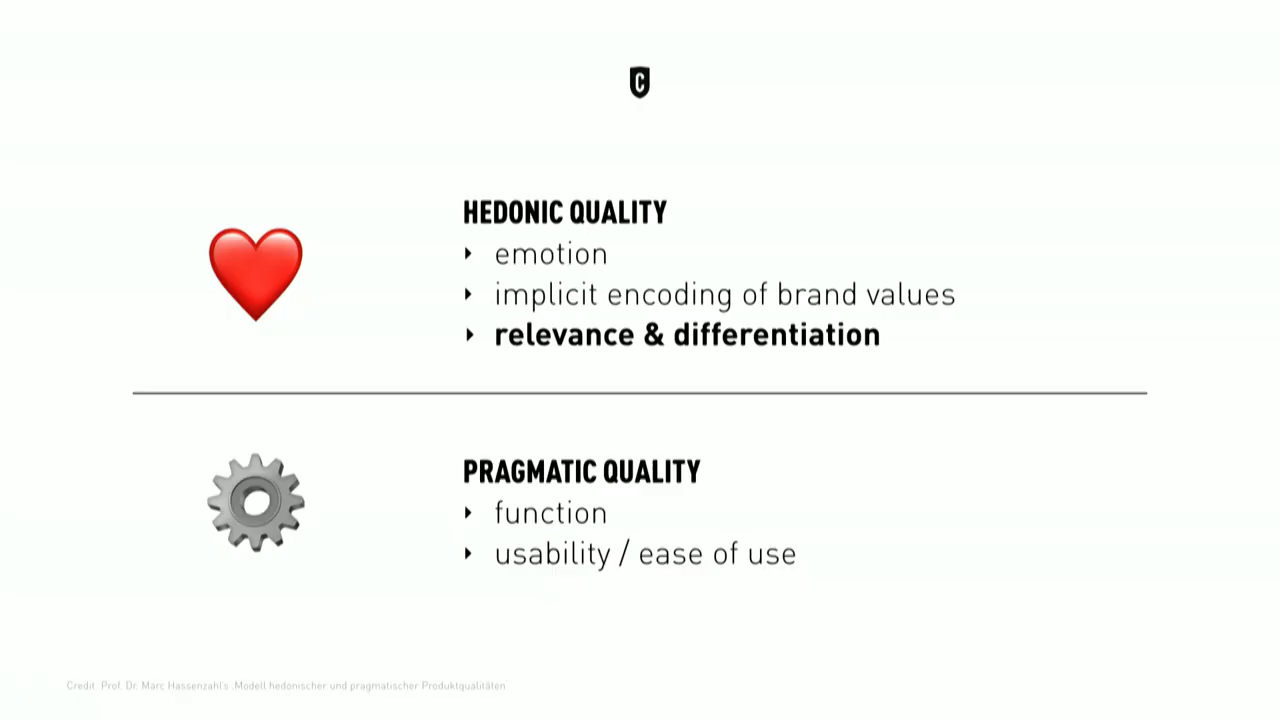 C
HEDONIC QUALITY
‣ emotion
‣ implicit encoding of brand values
‣ relevance & differentiation
PRAGMATIC QUALITY
‣ function
‣ usability / ease of use
Credit: Prof. Dr. Marc Hassenzahl's „Modell hedonischer und pragmatischer Produktqualitäten